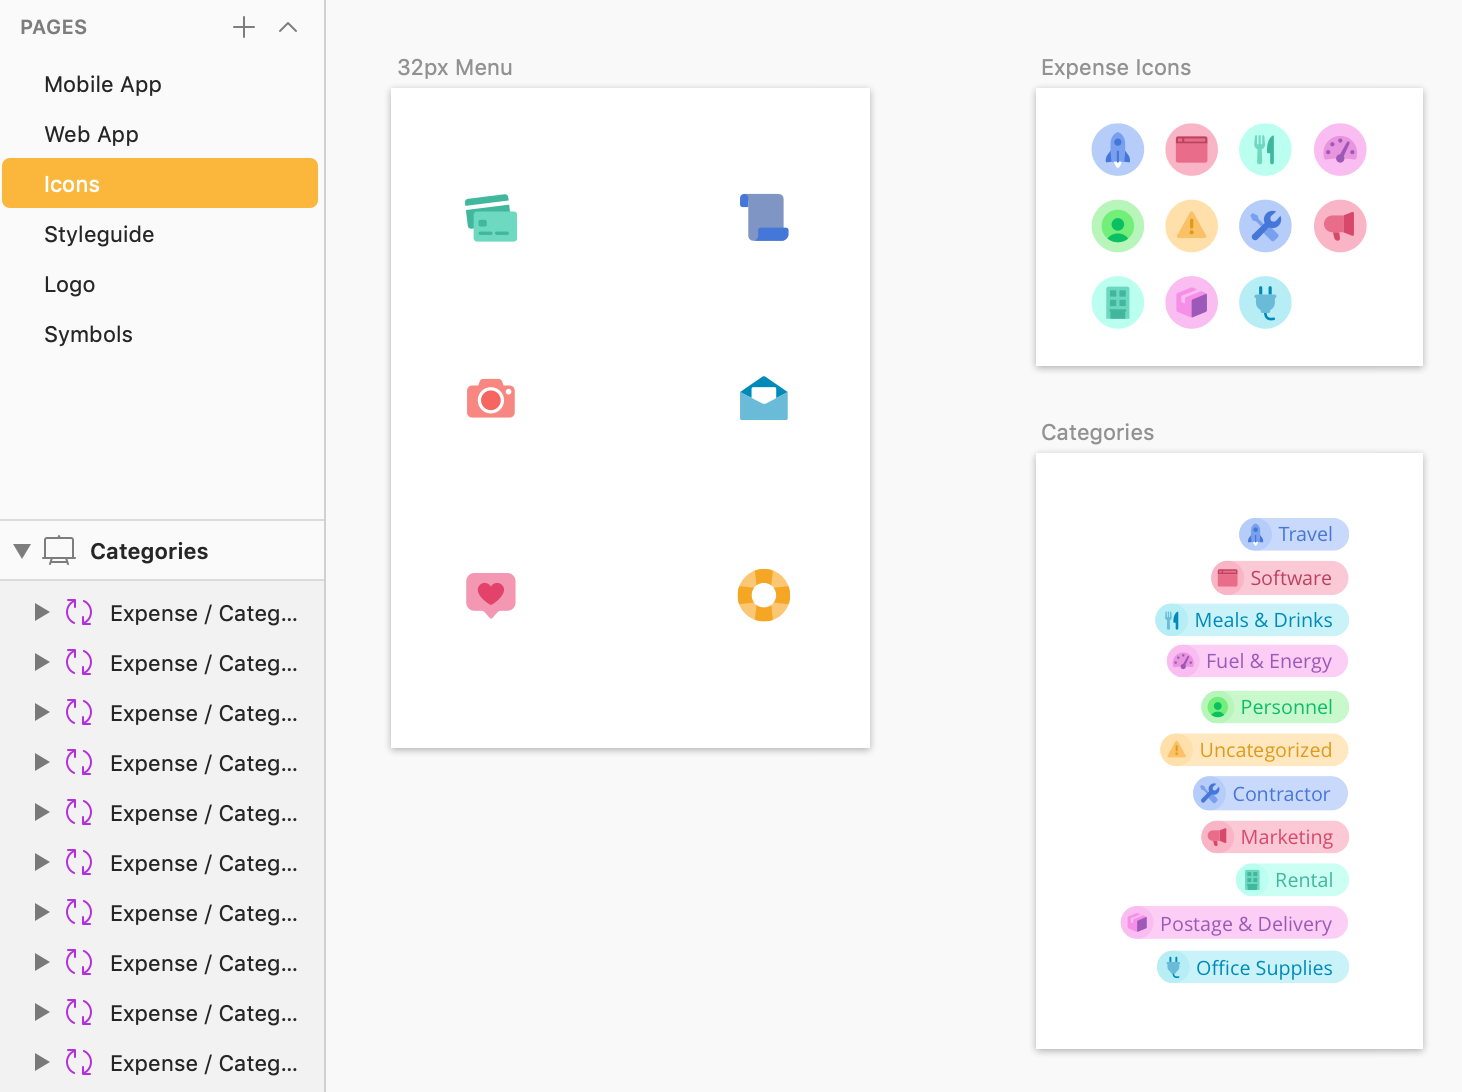 PAGES
Mobile App
Web App
Icons
Styleguide
Logo
Symbols
Categories
Expense / Categ...
Expense / Categ...
Expense / Categ...
Expense / Categ...
Expense / Categ...
Expense / Categ...
Expense / Categ...
Expense / Categ...
Expense / Categ...
Expense / Categ...
32px Menu
Expense Icons
Categories
Travel
Software
Meals & Drinks
Fuel & Energy
Personnel
Uncategorized
Contractor
Marketing
Rental
Postage & Delivery
Office Supplies